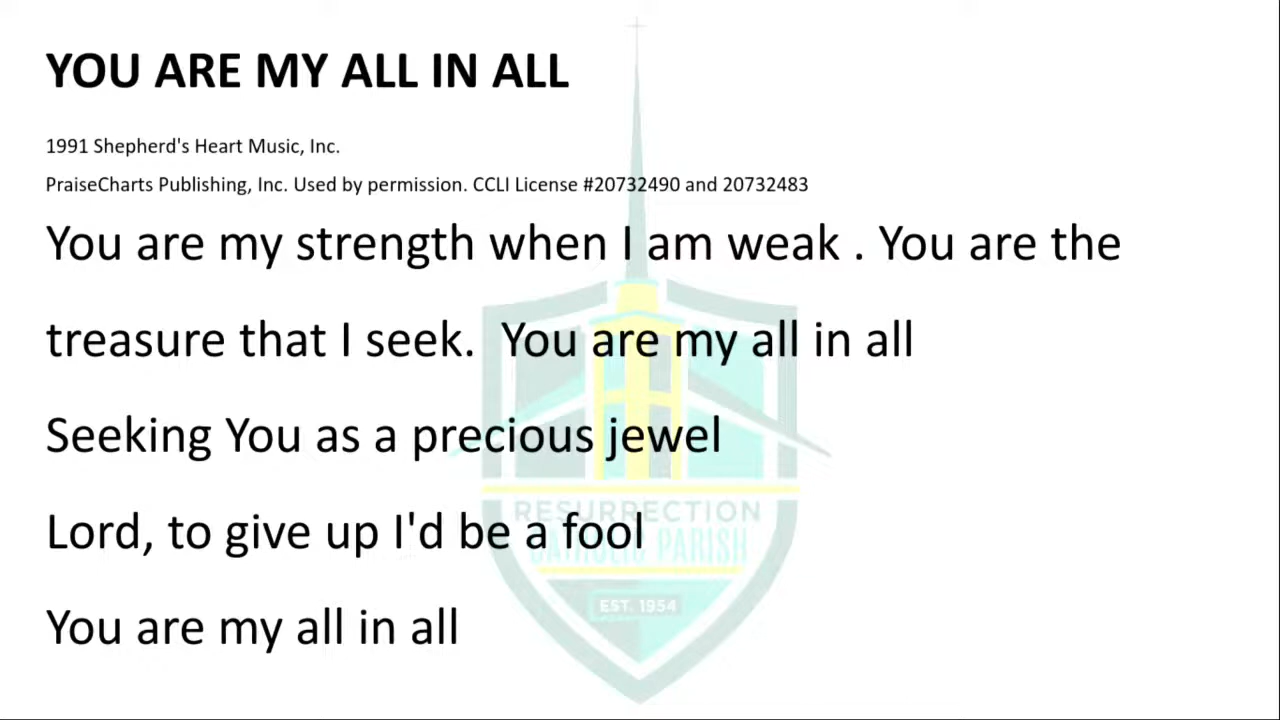 YOU ARE MY ALL IN ALL
1991 Shepherd's Heart Music, Inc.
PraiseCharts Publishing, Inc. Used by permission. CCLI License #20732490 and 20732483
You are my strength when I am weak . You are the
treasure that I seek.  You are my all in all
Seeking You as a precious jewel
RESURRECTION
Lord, to give up I'd be a fool
CATHOLIC PARISH
EST. 1954
You are my all in all